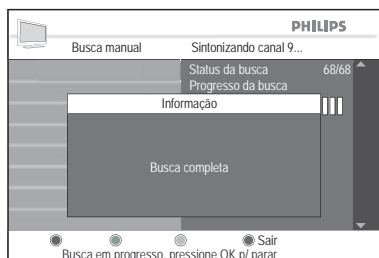 PHILIPS
Busca manual Sintonizando canal 9...
Status da busca 68/68
Progresso da busca
Informação
Busca completa
Sair
Busca em progresso, pressione OK p/ parar